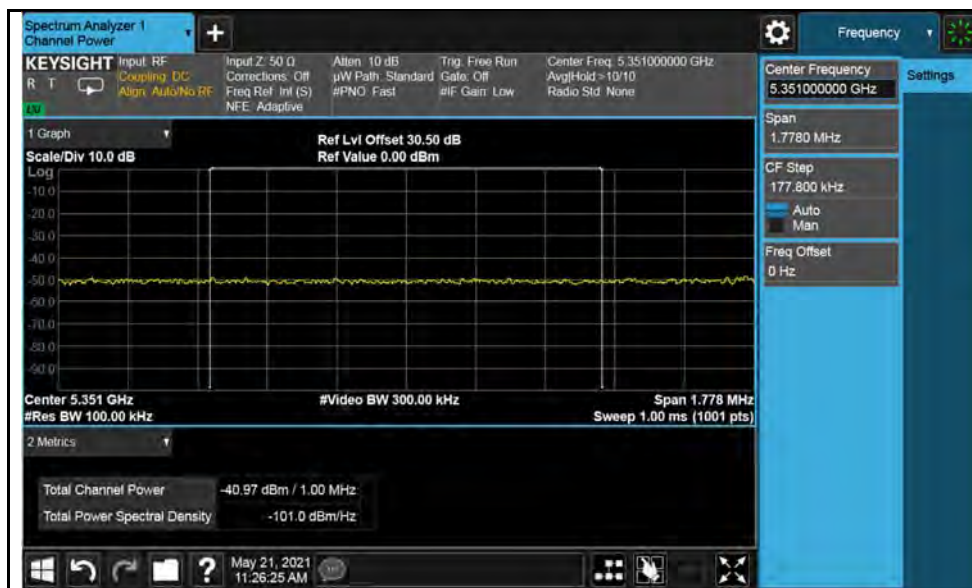 Spectrum Analyzer 1
Channel Power
+
Frequency
KEYSIGHT
R T
Input: RF
Coupling: DC
Align: Auto/No RF
Input Z: 50 Ω
Corrections: Off
Freq Ref: Int (S)
NFE: Adaptive
Atten: 10 dB
µW Path: Standard
#PNO: Fast
Trig: Free Run
Gate: Off
#IF Gain: Low
Center Freq: 5.351000000 GHz
Avg|Hold:>10/10
Radio Std: None
Center Frequency
5.351000000 GHz
Settings
Span
1.7780 MHz
CF Step
177.800 kHz
Auto
Man
Freq Offset
0 Hz
1 Graph
Scale/Div 10.0 dB
Ref Lvl Offset 30.50 dB
Ref Value 0.00 dBm
Log
-10.0
-20.0
-30.0
-40.0
-50.0
-60.0
-70.0
-80.0
-90.0
Center 5.351 GHz
#Video BW 300.00 kHz
Span 1.778 MHz
#Res BW 100.00 kHz
Sweep 1.00 ms (1001 pts)
2 Metrics
Total Channel Power -40.97 dBm / 1.00 MHz
Total Power Spectral Density -101.0 dBm/Hz
?
May 21, 2021
11:26:25 AM